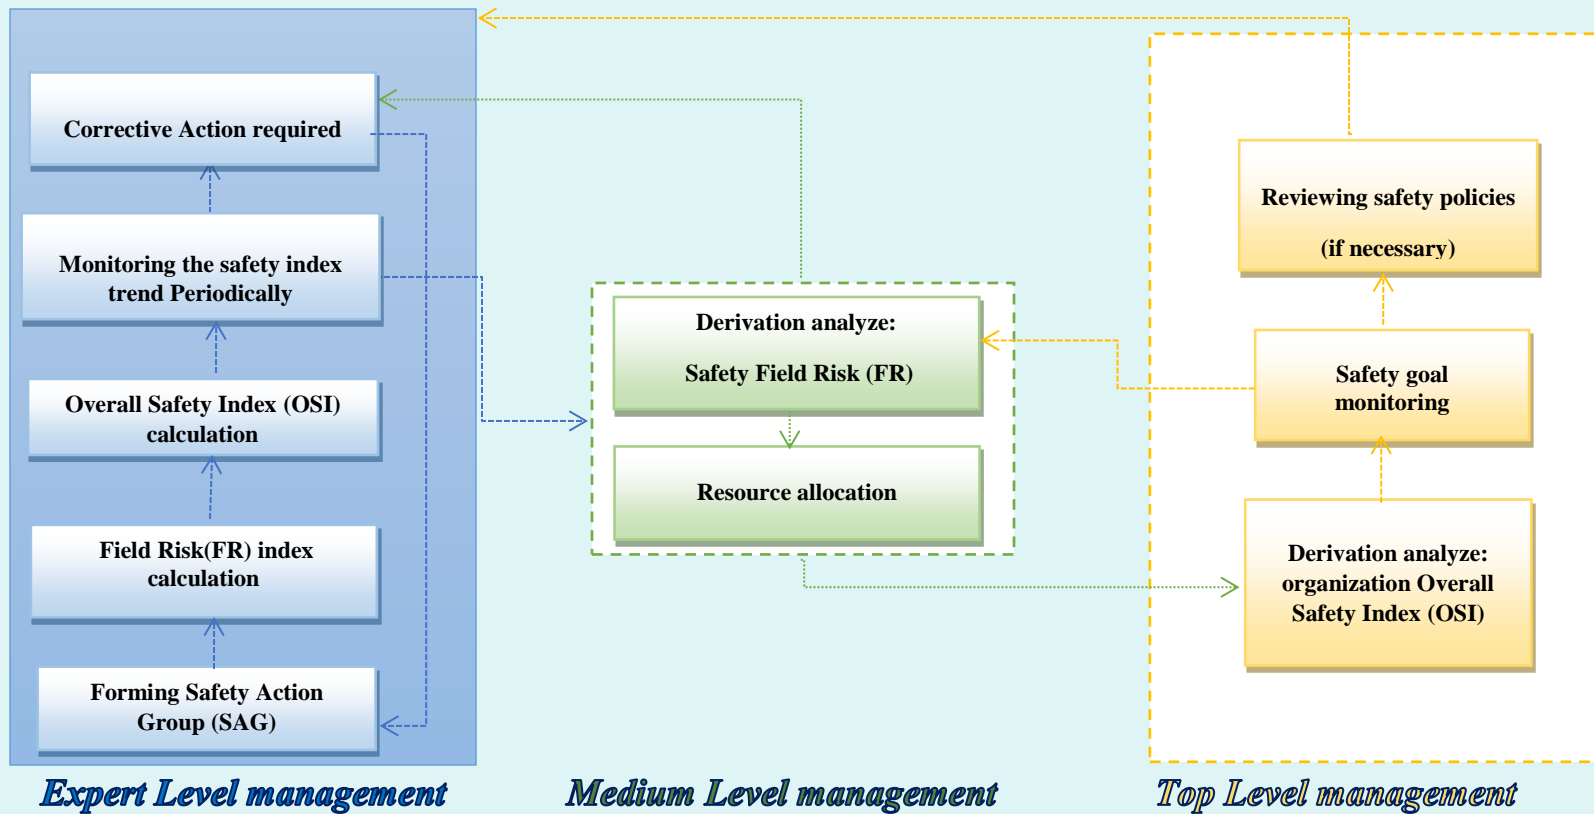 Corrective Action required
Monitoring the safety index
trend Periodically
Overall Safety Index (OSI)
calculation
Field Risk(FR) index
calculation
Forming Safety Action
Group (SAG)
Expert Level management
Derivation analyze:
Safety Field Risk (FR)
Resource allocation
Medium Level management
Reviewing safety policies
(if necessary)
Safety goal
monitoring
Derivation analyze:
organization Overall
Safety Index (OSI)
Top Level management